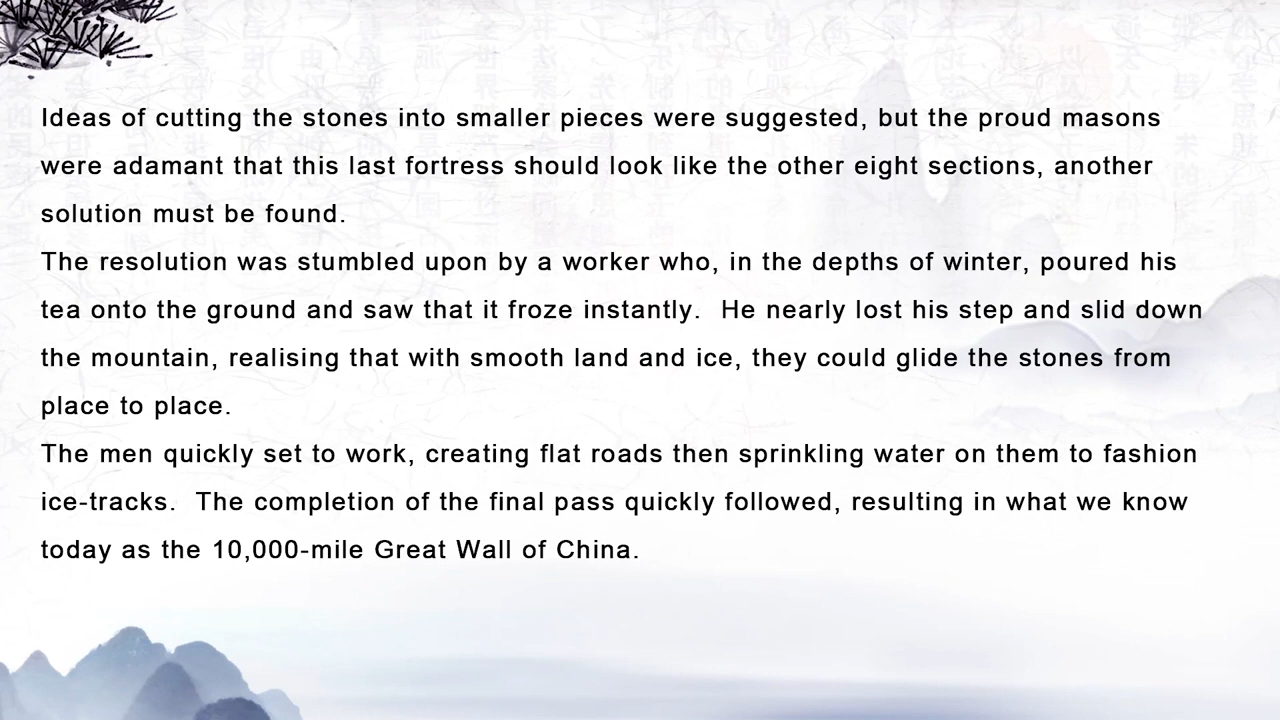 Ideas of cutting the stones into smaller pieces were suggested, but the proud masons
were adamant that this last fortress should look like the other eight sections, another
solution must be found.
The resolution was stumbled upon by a worker who, in the depths of winter, poured his
tea onto the ground and saw that it froze instantly.  He nearly lost his step and slid down
the mountain, realising that with smooth land and ice, they could glide the stones from
place to place.
The men quickly set to work, creating flat roads then sprinkling water on them to fashion
ice-tracks.  The completion of the final pass quickly followed, resulting in what we know
today as the 10,000-mile Great Wall of China.